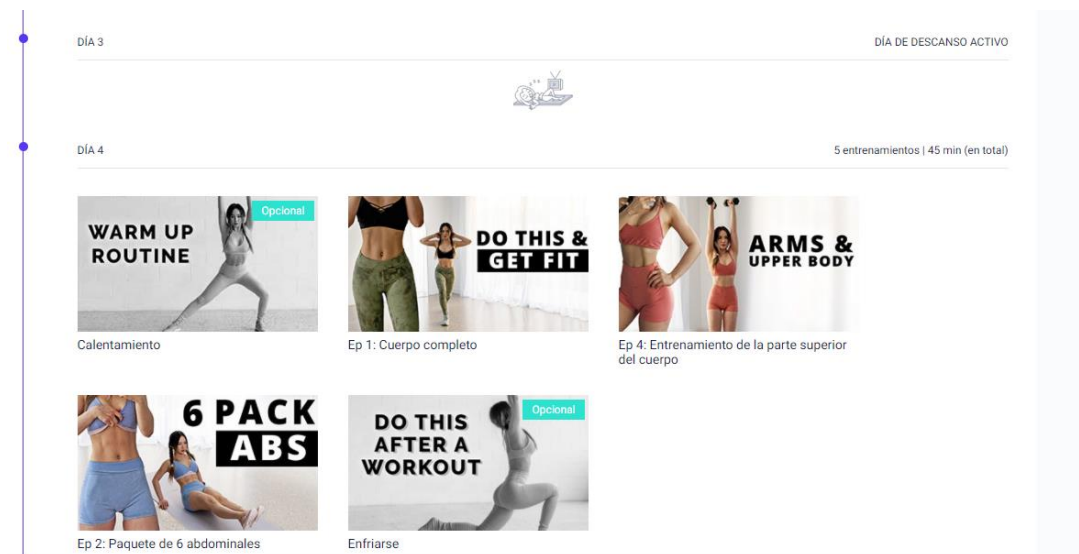 DÍA 3
DÍA DE DESCANSO ACTIVO
DÍA 4
5 entrenamientos | 45 min (en total)
WARM UP
ROUTINE
Opcional
Calentamiento
DO THIS &
GET FIT
Ep 1: Cuerpo completo
ARMS &
UPPER BODY
Ep 4: Entrenamiento de la parte superior
del cuerpo
6 PACK
ABS
Ep 2: Paquete de 6 abdominales
DO THIS
AFTER A
WORKOUT
Opcional
Enfriarse